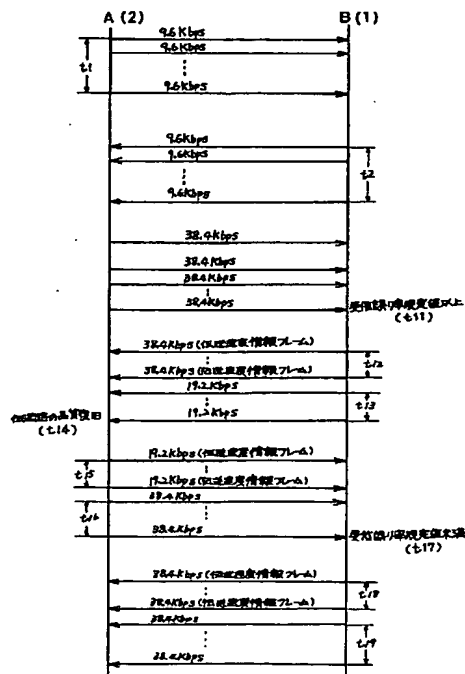 A (2)
B (1)
9.6Kbps
9.6Kbps
t1
9.6Kbps
9.6Kbps
9.6Kbps
t2
9.6Kbps
38.4Kbps
38.4Kbps
38.4Kbps
38.4Kbps
受信誤り率規定値以上
(t11)
38.4Kbps (伝送速度情報フレーム)
t12
38.4Kbps (伝送速度情報フレーム)
19.2Kbps
t13
19.2Kbps
伝送路の品質復旧
(t14)
19.2Kbps (伝送速度情報フレーム)
t15
19.2Kbps (伝送速度情報フレーム)
38.4Kbps
t16
38.4Kbps
受信誤り率規定値未満
(t17)
38.4Kbps (伝送速度情報フレーム)
t18
38.4Kbps (伝送速度情報フレーム)
38.4Kbps
t19
38.4Kbps